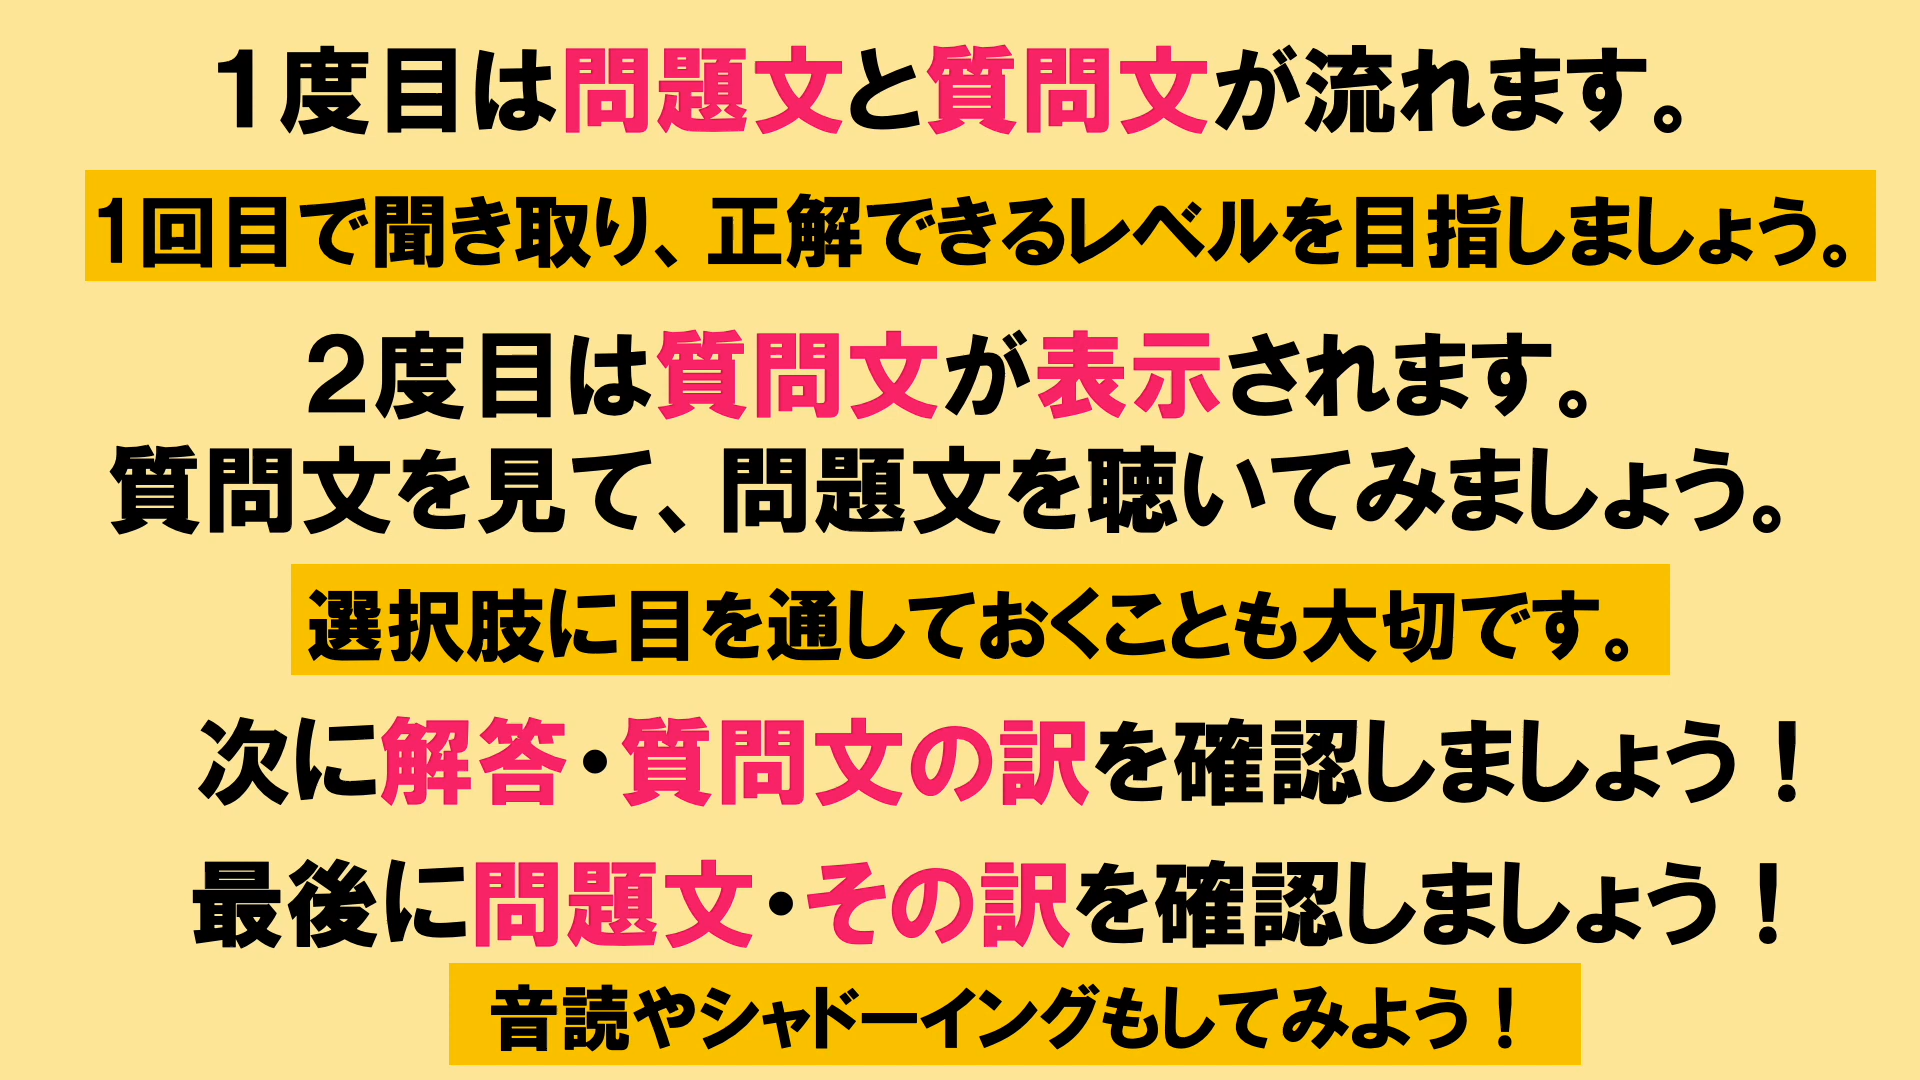 １度目は問題文と質問文が流れます。
1回目で聞き取り、正解できるレベルを目指しましょう。
２度目は質問文が表示されます。
質問文を見て、問題文を聴いてみましょう。
選択肢に目を通しておくことも大切です。
次に解答・質問文の訳を確認しましょう！
最後に問題文・その訳を確認しましょう！
音読やシャドーイングもしてみよう！